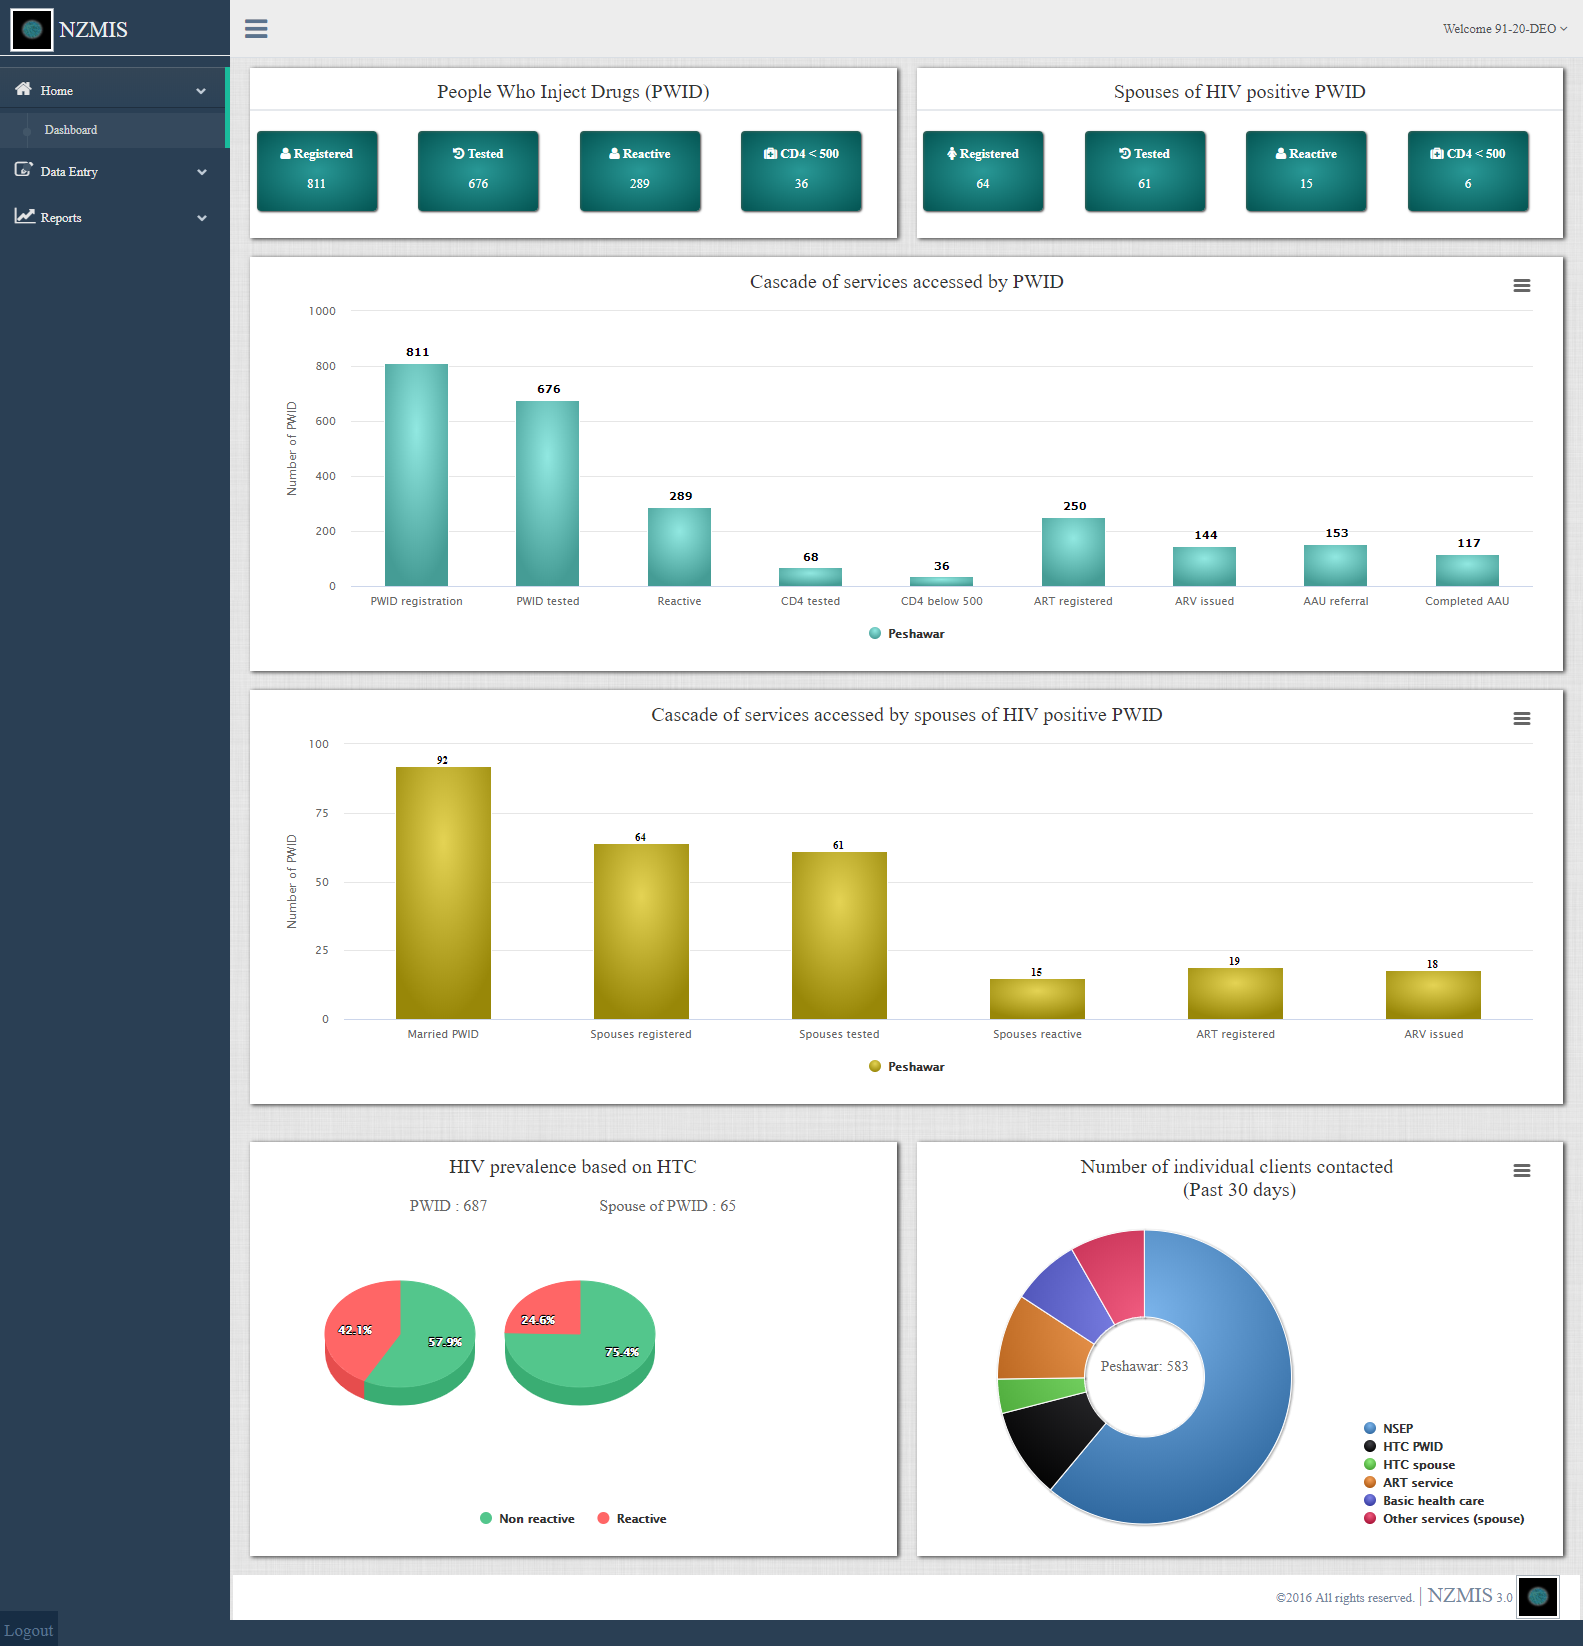 NZMIS
Welcome 91-20-DEO
Home
Dashboard
Data Entry
Reports
People Who Inject Drugs (PWID)
Registered
811
Tested
676
Reactive
289
CD4 < 500
36
Spouses of HIV positive PWID
Registered
64
Tested
61
Reactive
15
CD4 < 500
6
Cascade of services accessed by PWID
Number of PWID
1000
800
600
400
200
0
811
676
289
68
36
250
144
153
117
PWID registration
PWID tested
Reactive
CD4 tested
CD4 below 500
ART registered
ARV issued
AAU referral
Completed AAU
Peshawar
Cascade of services accessed by spouses of HIV positive PWID
Number of PWID
100
75
50
25
0
92
64
61
15
19
18
Married PWID
Spouses registered
Spouses tested
Spouses reactive
ART registered
ARV issued
Peshawar
HIV prevalence based on HTC
PWID : 687
Spouse of PWID : 65
42.1%
57.9%
24.6%
75.4%
Non reactive
Reactive
Number of individual clients contacted
(Past 30 days)
Peshawar: 583
NSEP
HTC PWID
HTC spouse
ART service
Basic health care
Other services (spouse)
©2016 All rights reserved. | NZMIS 3.0
Logout